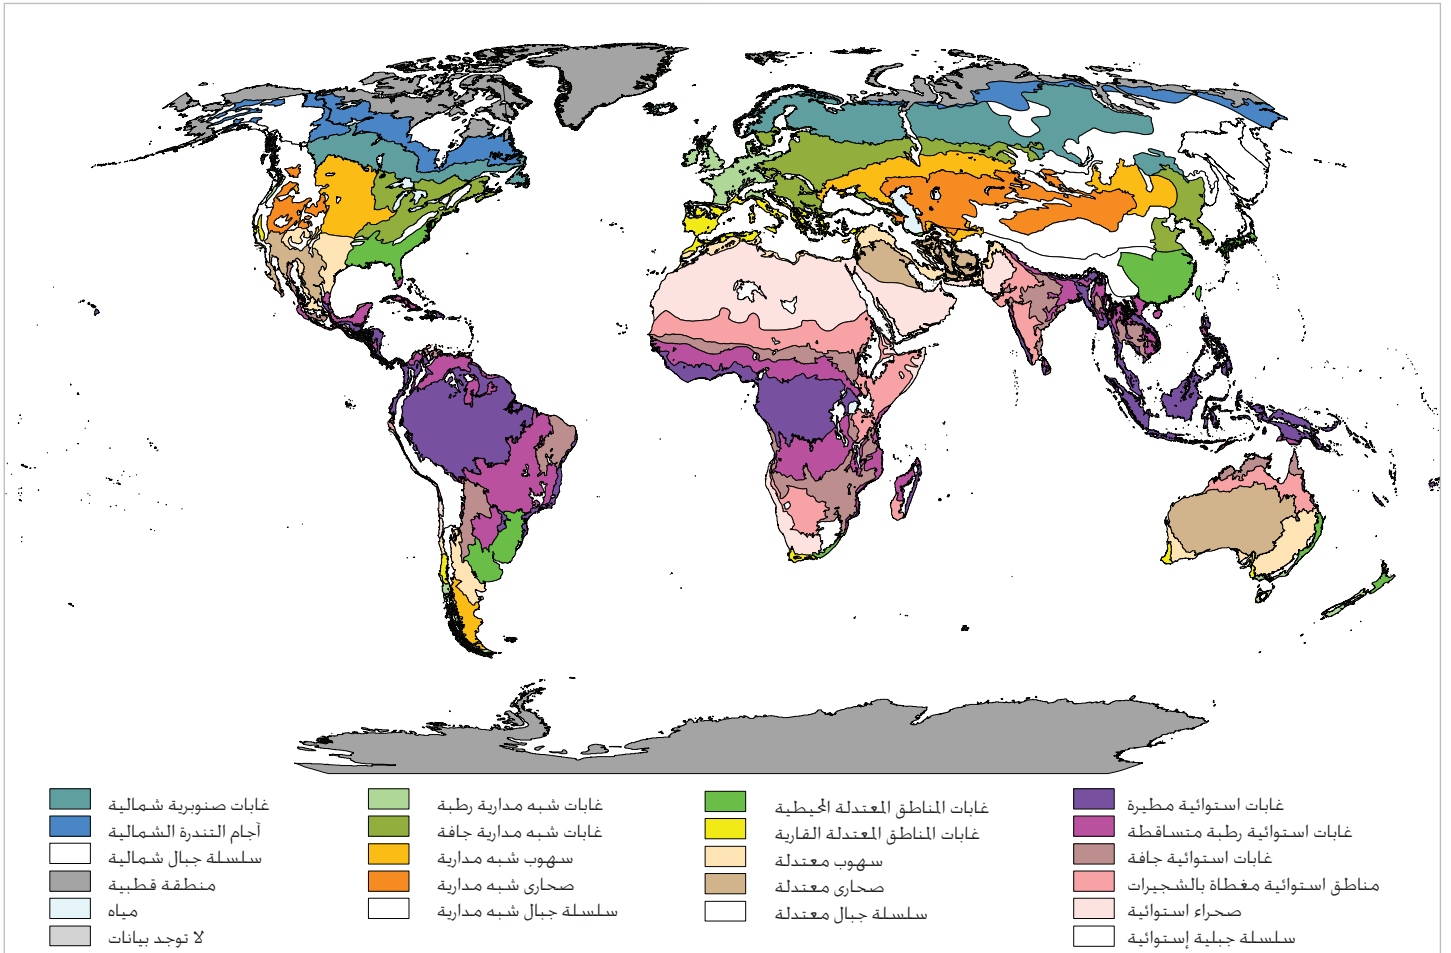 غابات استوائية مطيرة
غابات استوائية رطبة متساقطة
غابات استوائية جافة
مناطق استوائية مغطاة بالشجيرات
صحراء استوائية
سلسلة جبلية إستوائية
غابات المناطق المعتدلة المحيطية
غابات المناطق المعتدلة القارية
سهوب معتدلة
صحارى معتدلة
سلسلة جبال معتدلة
غابات شبه مدارية رطبة
غابات شبه مدارية جافة
سهوب شبه مدارية
صحارى شبه مدارية
سلسلة جبال شبه مدارية
غابات صنوبرية شمالية
آجام التندرة الشمالية
سلسلة جبال شمالية
منطقة قطبية
مياه
لا توجد بيانات